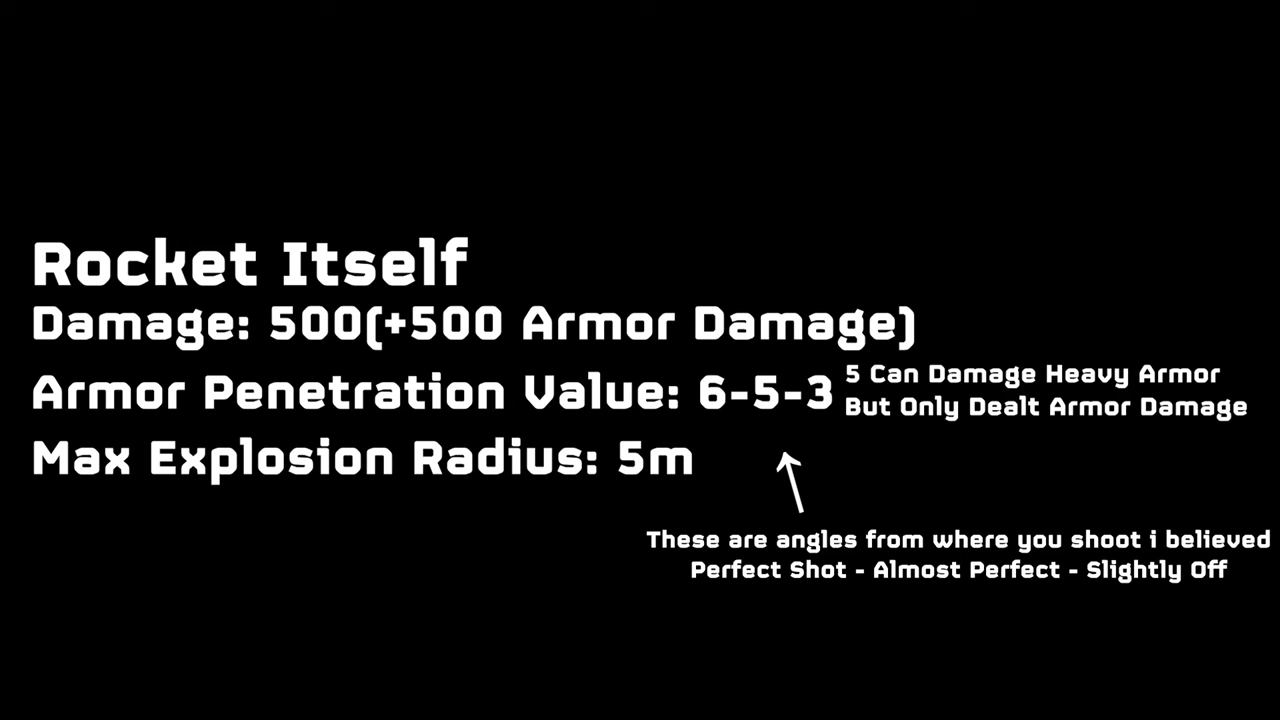 Rocket Itself
Damage: 500(+500 Armor Damage)
Armor Penetration Value: 6-5-3
5 Can Damage Heavy Armor
But Only Dealt Armor Damage
Max Explosion Radius: 5m
These are angles from where you shoot i believed
Perfect Shot - Almost Perfect - Slightly Off